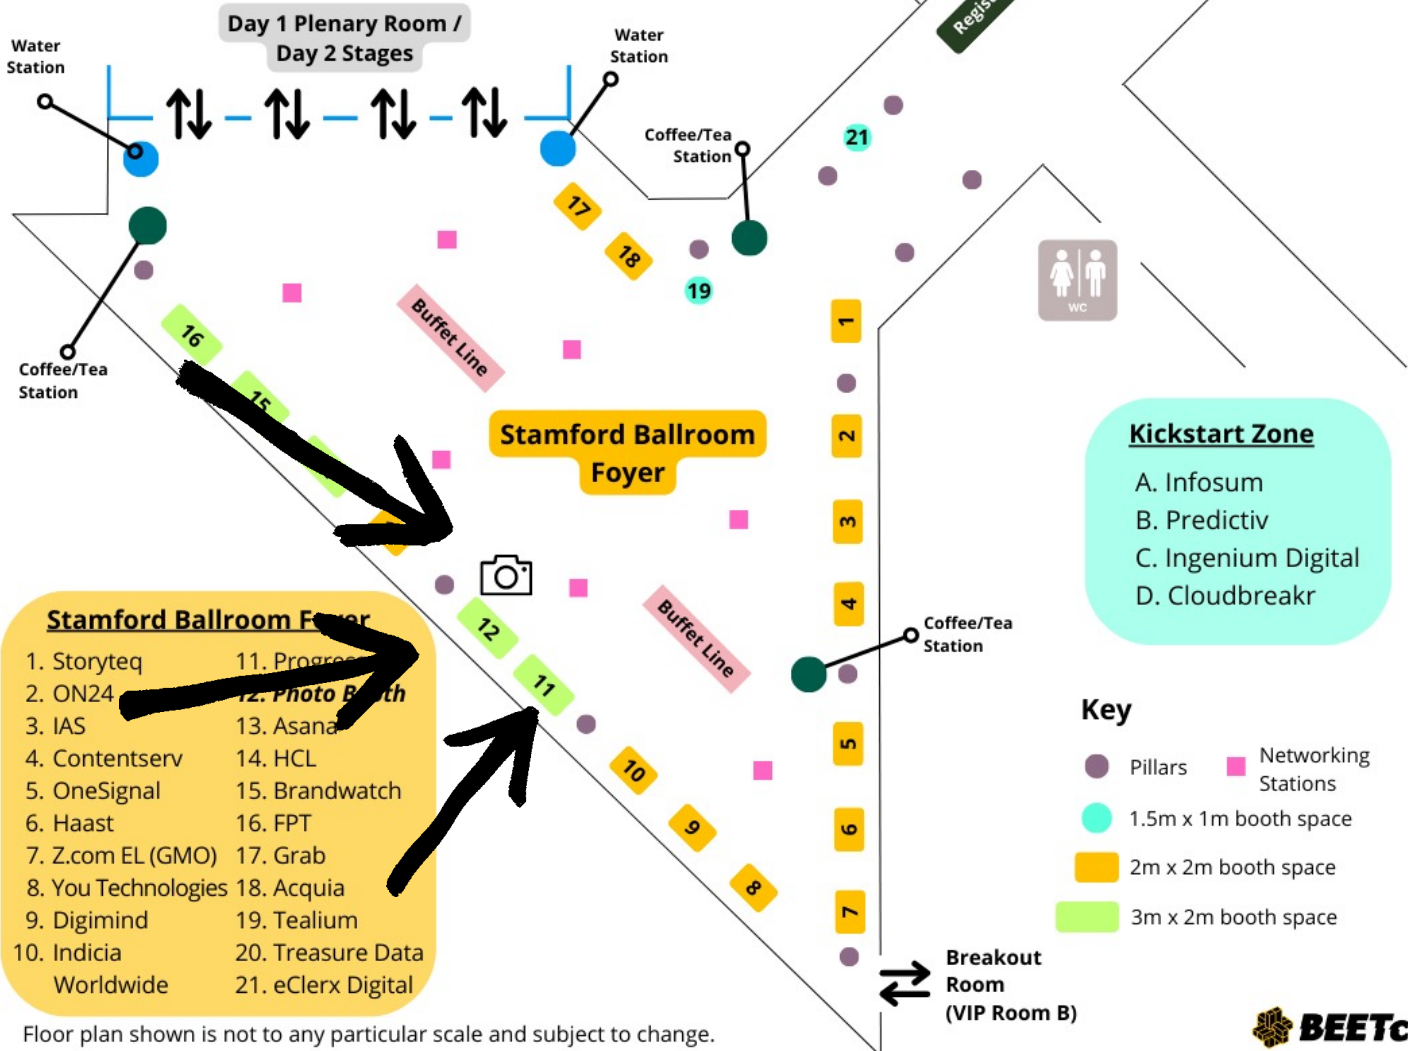 Day 1 Plenary Room /
Day 2 Stages
Water
Station
Water
Station
Coffee/Tea
Station
21
17
18
19
Coffee/Tea
Station
16
15
Buffet Line
1
WC
2
Stamford Ballroom
Foyer
3
4
12
11
Buffet Line
Coffee/Tea
Station
5
10
9
6
8
7
Kickstart Zone
A. Infosum
B. Predictiv
C. Ingenium Digital
D. Cloudbreakr
Stamford Ballroom
1. Storyteq
2. ON24
3. IAS
4. Contentserv
5. OneSignal
6. Haast
7. Z.com EL (GMO)
8. You Technologies
9. Digimind
10. Indicia
Worldwide
11.
12. Photo
13. Asana
14. HCL
15. Brandwatch
16. FPT
17. Grab
18. Acquia
19. Tealium
20. Treasure Data
21. eClerx Digital
Key
Pillars
Networking
Stations
1.5m x 1m booth space
2m x 2m booth space
3m x 2m booth space
Breakout
Room
(VIP Room B)
Floor plan shown is not to any particular scale and subject to change.
BEETc